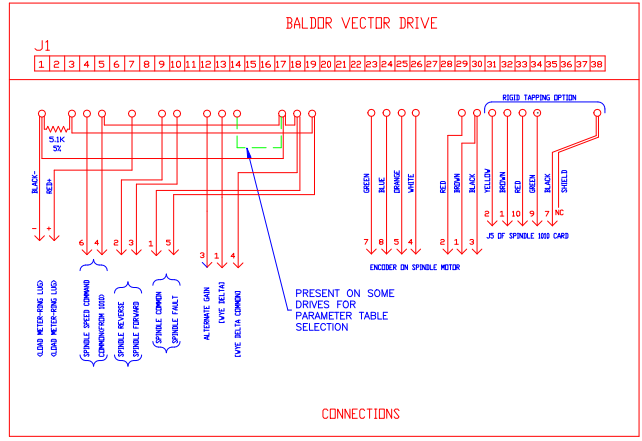 BALDOR VECTOR DRIVE
J1
1 2 3 4 5 6 7 8 9 10 11 12 13 14 15 16 17 18 19 20 21 22 23 24 25 26 27 28 29 30 31 32 33 34 35 36 37 38
RIGID TAPPING OPTION
5.1K
5%
BLACK-
RED+
GREEN
BLUE
ORANGE
WHITE
RED
BROWN
BLACK
YELLOW
BROWN
RED
GREEN
BLACK
SHIELD
2 1 10 9 7 NC
J5 OF SPINDLE 1010 CARD
- + 6 4 2 3 1 5 3 1 4
7 8 5 4 2 1 3
ENCODER ON SPINDLE MOTOR
(LOAD METER-RING LUG)
(LOAD METER-RING LUG)
SPINDLE SPEED COMMAND
COMMON(FROM 1010)
SPINDLE REVERSE
SPINDLE FORWARD
SPINDLE COMMON
SPINDLE FAULT
ALTERNATE GAIN
[WYE DELTA]
[WYE DELTA COMMON]
PRESENT ON SOME
DRIVES FOR
PARAMETER TABLE
SELECTION
CONNECTIONS